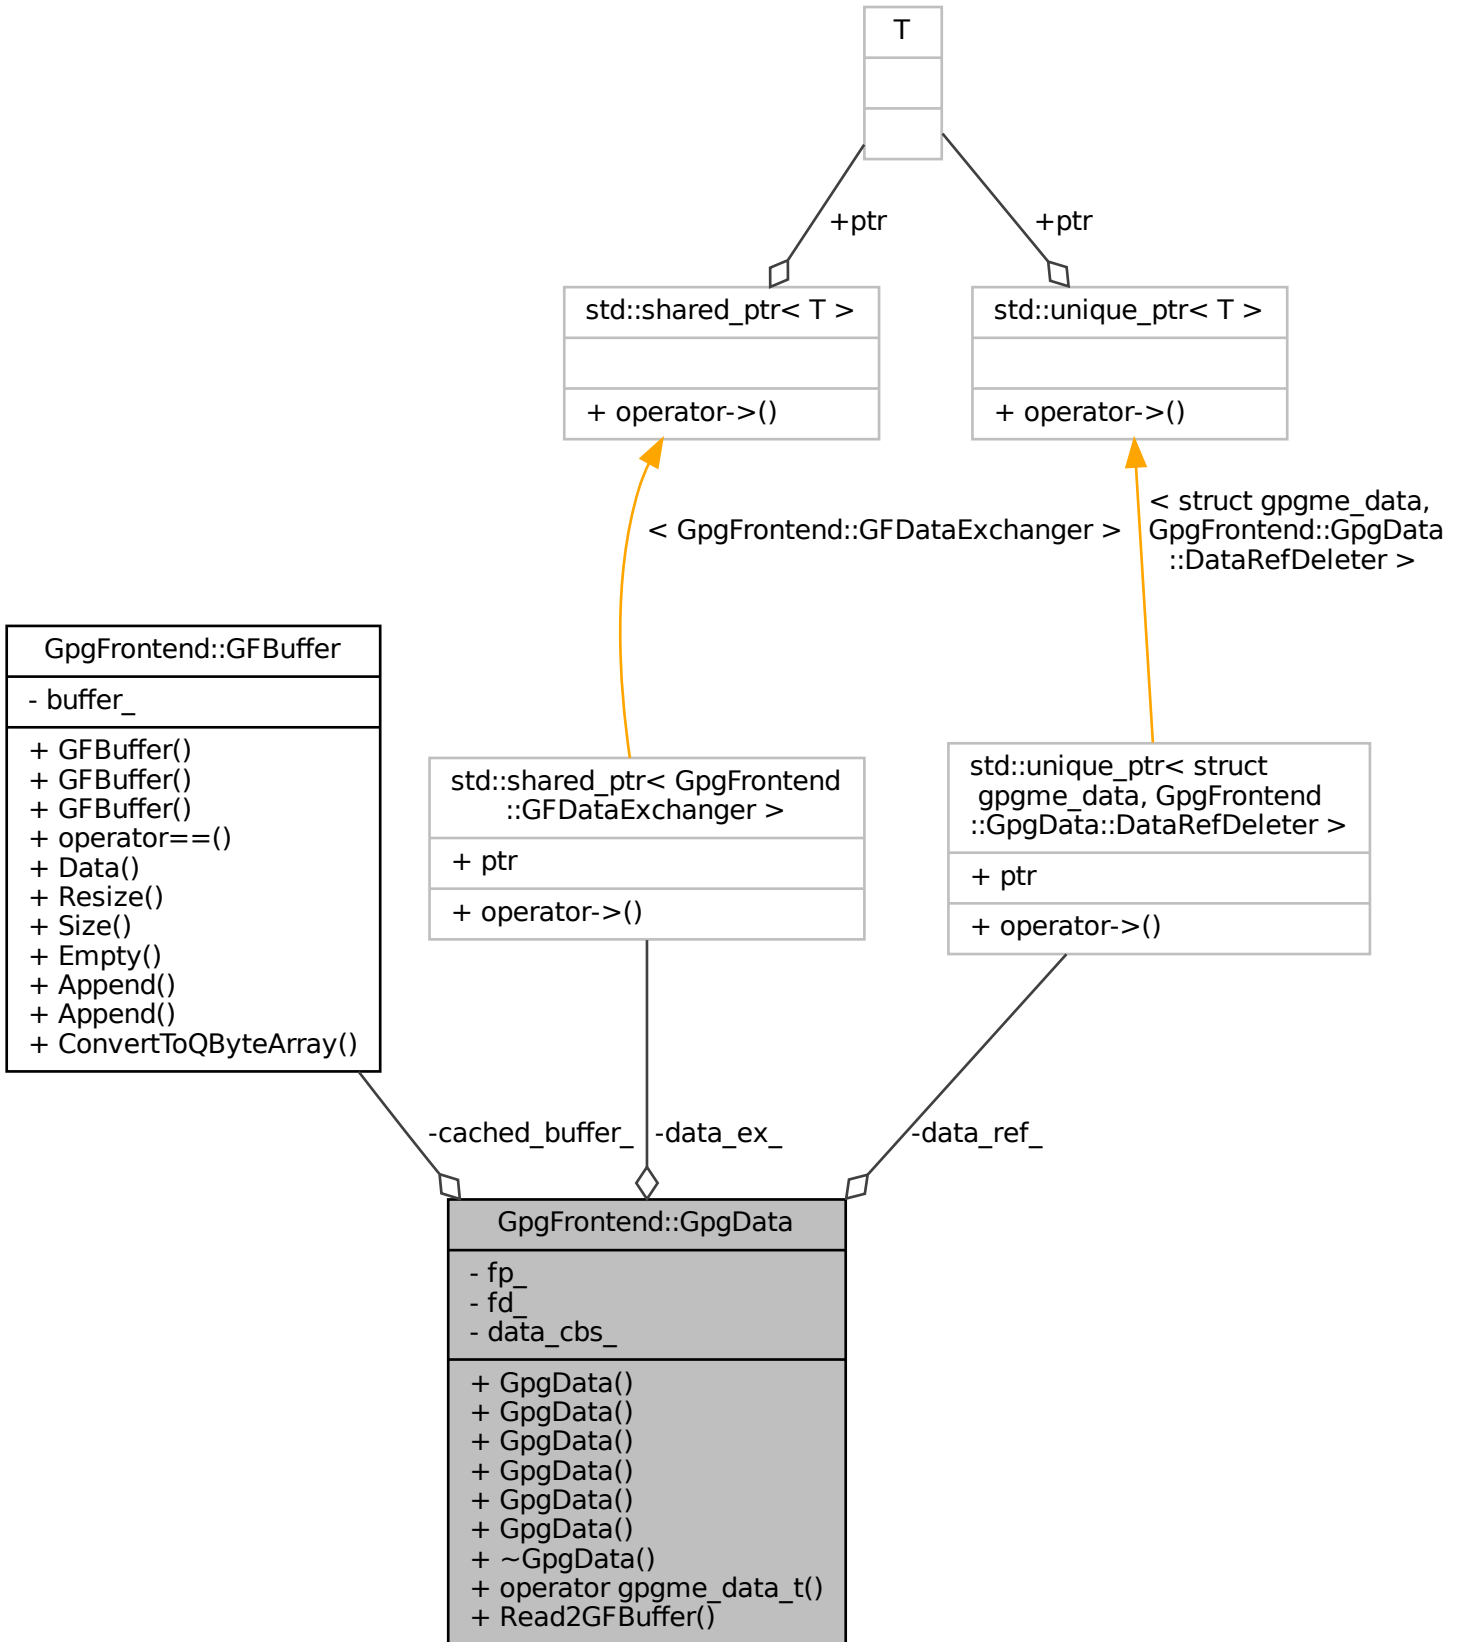 T
+ptr
+ptr
std::shared_ptr< T >
+ operator->()
std::unique_ptr< T >
+ operator->()
< GpgFrontend::GFDataExchanger >
< struct gpgme_data,
GpgFrontend::GpgData
::DataRefDeleter >
GpgFrontend::GFBuffer
- buffer_
+ GFBuffer()
+ GFBuffer()
+ GFBuffer()
+ operator==()
+ Data()
+ Resize()
+ Size()
+ Empty()
+ Append()
+ Append()
+ ConvertToQByteArray()
std::shared_ptr< GpgFrontend
::GFDataExchanger >
+ ptr
+ operator->()
std::unique_ptr< struct
gpgme_data, GpgFrontend
::GpgData::DataRefDeleter >
+ ptr
+ operator->()
-cached_buffer_
-data_ex_
-data_ref_
GpgFrontend::GpgData
- fp_
- fd_
- data_cbs_
+ GpgData()
+ GpgData()
+ GpgData()
+ GpgData()
+ GpgData()
+ GpgData()
+ ~GpgData()
+ operator gpgme_data_t()
+ Read2GFBuffer()